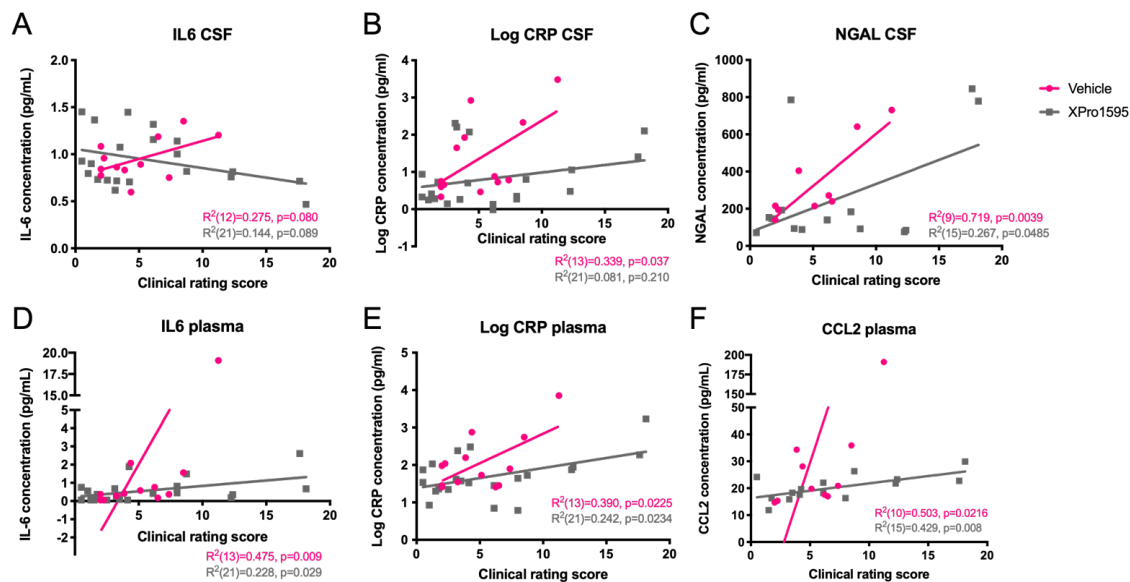 A
IL6 CSF
IL-6 concentration (pg/mL)
2.0
1.5
1.0
0.5
0.0
0 5 10 15 20
R²(12)=0.275, p=0.080
R²(21)=0.144, p=0.089
Clinical rating score
B
Log CRP CSF
Log CRP concentration (pg/ml)
4
3
2
1
0
-1
5 10 15 20
Clinical rating score
R²(13)=0.339, p=0.037
R²(21)=0.081, p=0.210
C
NGAL CSF
NGAL concentration (pg/ml)
1000
800
600
400
200
0
0 5 10 15 20
R²(9)=0.719, p=0.0039
R²(15)=0.267, p=0.0485
Clinical rating score
Vehicle
XPro1595
D
IL6 plasma
IL-6 concentration (pg/mL)
20.0
17.5
15.0
5
4
3
2
1
0
-1
-2
5 10 15 20
Clinical rating score
R²(13)=0.475, p=0.009
R²(21)=0.228, p=0.029
E
Log CRP plasma
Log CRP concentration (pg/ml)
5
4
3
2
1
0
0 5 10 15 20
R²(13)=0.390, p=0.0225
R²(21)=0.242, p=0.0234
Clinical rating score
F
CCL2 plasma
CCL2 concentration (pg/mL)
200
175
150
50
40
30
20
10
0
0 5 10 15 20
R²(10)=0.503, p=0.0216
R²(15)=0.429, p=0.008
Clinical rating score